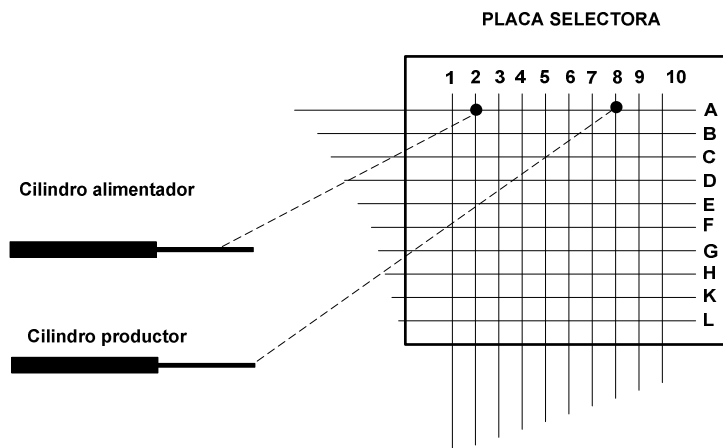 PLACA SELECTORA
1 2 3 4 5 6 7 8 9 10
A
B
C
D
E
F
G
H
K
L
Cilindro alimentador
Cilindro productor